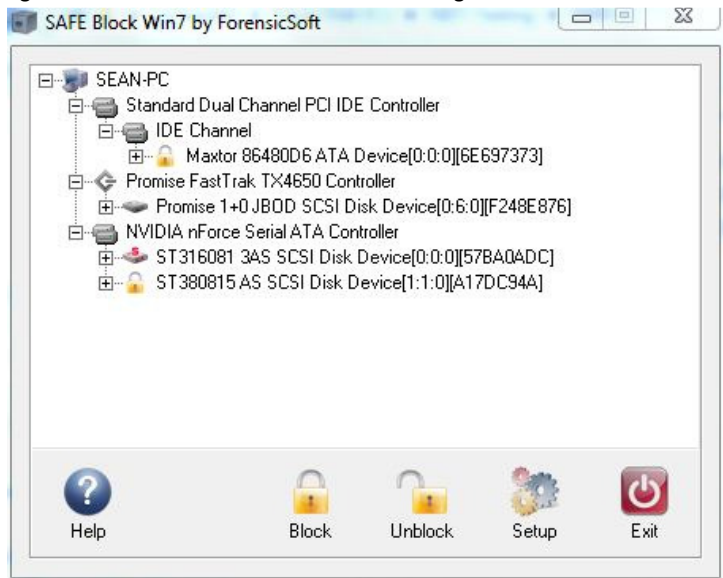 SAFE Block Win7 by ForensicSoft
SEAN-PC
Standard Dual Channel PCI IDE Controller
IDE Channel
Maxtor 86480D6 ATA Device[0:0:0][6E697373]
Promise FastTrak TX4650 Controller
Promise 1+0 JBOD SCSI Disk Device[0:6:0][F248E876]
NVIDIA nForce Serial ATA Controller
ST316081 3AS SCSI Disk Device[0:0:0][57BA0ADC]
ST380815 AS SCSI Disk Device[1:1:0][A17DC94A]
Help Block Unblock Setup Exit